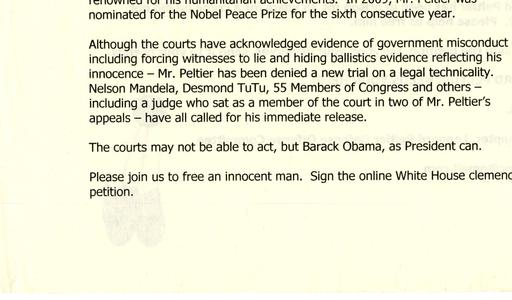 renowned for his humanitarian achievements. In 2009, Mr. Peltier was
nominated for the Nobel Peace Prize for the sixth consecutive year.
Although the courts have acknowledged evidence of government misconduct
including forcing witnesses to lie and hiding ballistics evidence reflecting his
innocence – Mr. Peltier has been denied a new trial on a legal technicality.
Nelson Mandela, Desmond TuTu, 55 Members of Congress and others –
including a judge who sat as a member of the court in two of Mr. Peltier's
appeals – have all called for his immediate release.
The courts may not be able to act, but Barack Obama, as President can.
Please join us to free an innocent man. Sign the online White House clemenc
petition.